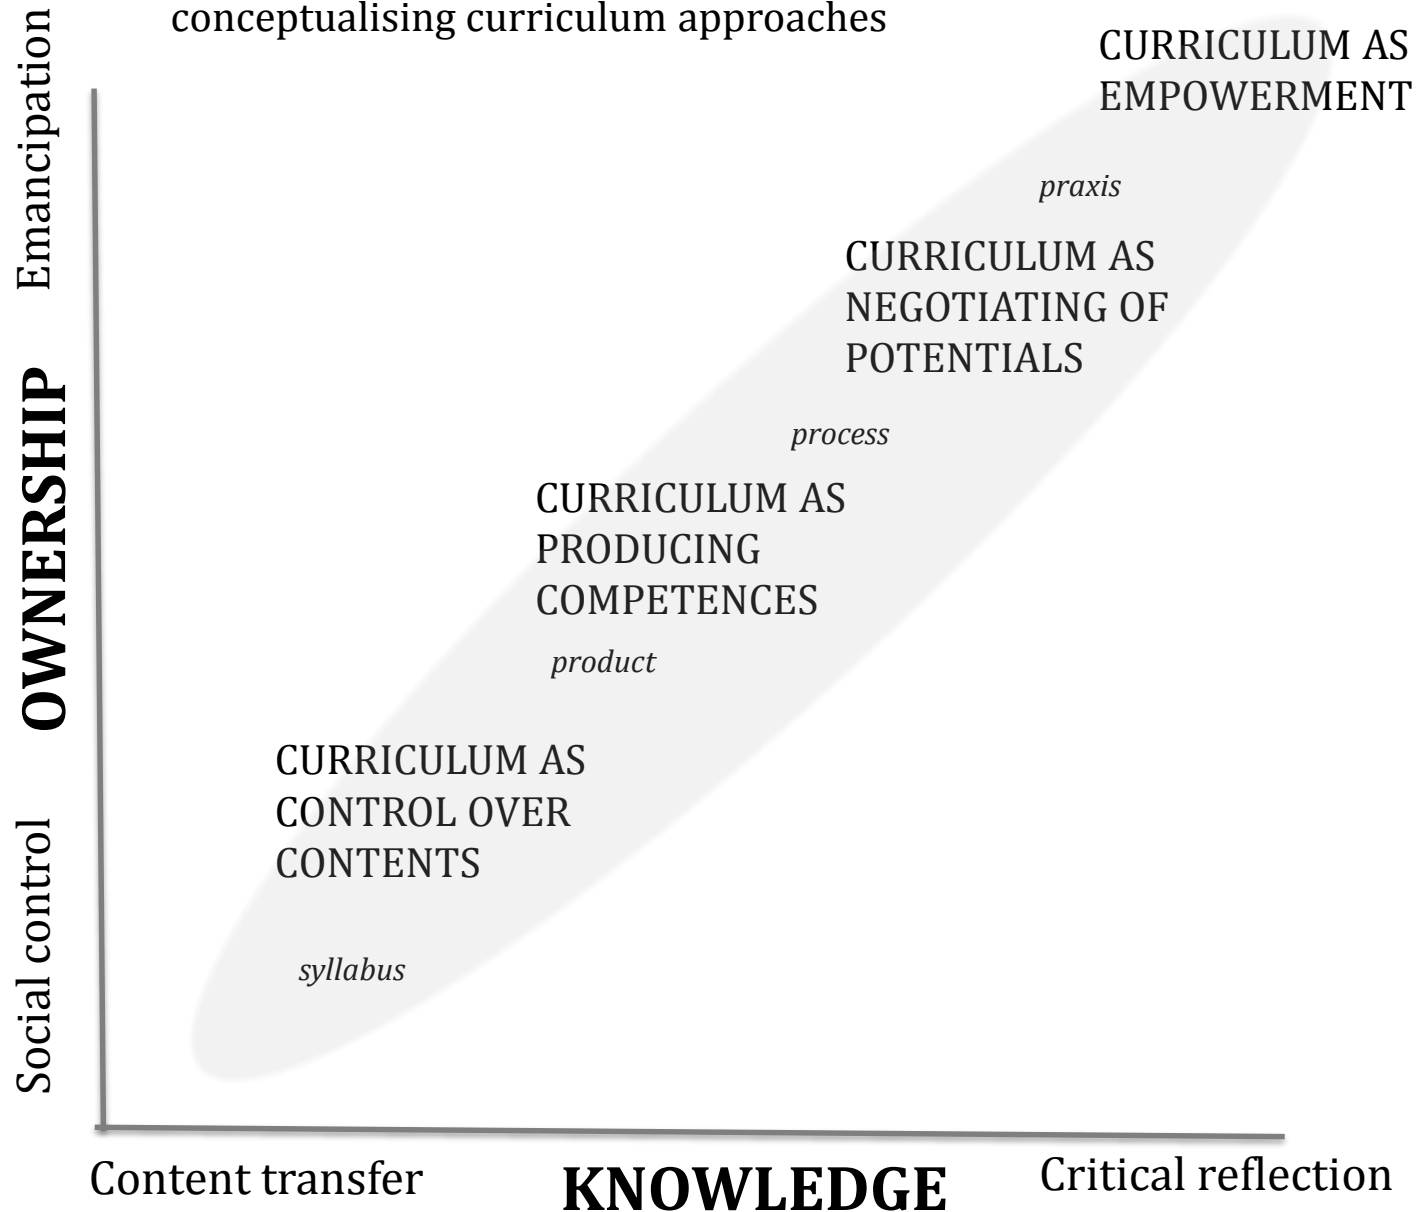 conceptualising curriculum approaches
CURRICULUM AS
EMPOWERMENT
praxis
CURRICULUM AS
NEGOTIATING OF
POTENTIALS
process
CURRICULUM AS
PRODUCING
COMPETENCES
product
CURRICULUM AS
CONTROL OVER
CONTENTS
syllabus
Emancipation
OWNERSHIP
Social control
Content transfer
KNOWLEDGE
Critical reflection